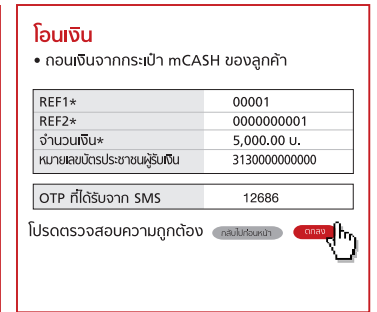 โอนเงิน
• ถอนเงินจากกระเป๋า mCASH ของลูกค้า
REF1* 00001
REF2* 0000000001
จำนวนเงิน* 5,000.00 บ.
หมายเลขบัตรประชาชนผู้รับเงิน 3130000000000
OTP ที่ได้รับจาก SMS 12686
โปรดตรวจสอบความถูกต้อง กลับไปก่อนหน้า ตกลง